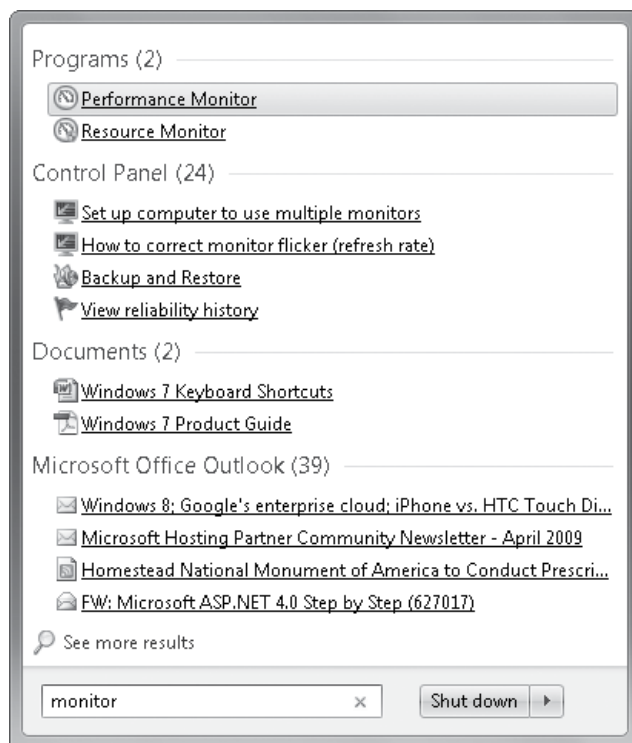 Programs (2)
Performance Monitor
Resource Monitor
Control Panel (24)
Set up computer to use multiple monitors
How to correct monitor flicker (refresh rate)
Backup and Restore
View reliability history
Documents (2)
Windows 7 Keyboard Shortcuts
Windows 7 Product Guide
Microsoft Office Outlook (39)
Windows 8; Google's enterprise cloud; iPhone vs. HTC Touch Di...
Microsoft Hosting Partner Community Newsletter - April 2009
Homestead National Monument of America to Conduct Prescri...
FW: Microsoft ASP.NET 4.0 Step by Step (627017)
See more results
monitor
Shut down